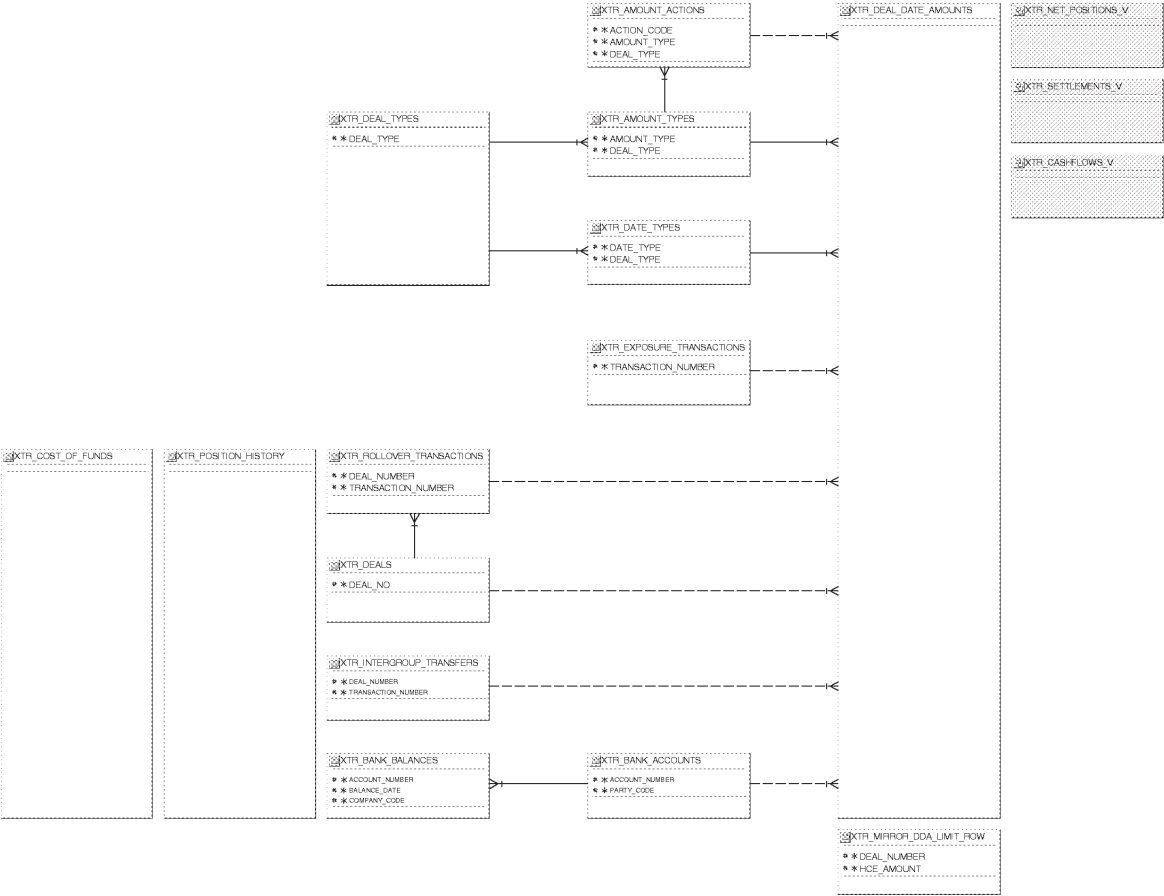 XTR_AMOUNT_ACTIONS
# * ACTION_CODE
# * AMOUNT_TYPE
# * DEAL_TYPE
XTR_DEAL_DATE_AMOUNTS
XTR_NET_POSITIONS_V
XTR_SETTLEMENTS_V
XTR_CASHFLOWS_V
XTR_DEAL_TYPES
# * DEAL_TYPE
XTR_AMOUNT_TYPES
# * AMOUNT_TYPE
# * DEAL_TYPE
XTR_DATE_TYPES
# * DATE_TYPE
# * DEAL_TYPE
XTR_EXPOSURE_TRANSACTIONS
# * TRANSACTION_NUMBER
XTR_COST_OF_FUNDS
XTR_POSITION_HISTORY
XTR_ROLLOVER_TRANSACTIONS
# * DEAL_NUMBER
# * TRANSACTION_NUMBER
XTR_DEALS
# * DEAL_NO
XTR_INTERGROUP_TRANSFERS
# * DEAL_NUMBER
# * TRANSACTION_NUMBER
XTR_BANK_BALANCES
# * ACCOUNT_NUMBER
# * BALANCE_DATE
# * COMPANY_CODE
XTR_BANK_ACCOUNTS
# * ACCOUNT_NUMBER
# * PARTY_CODE
XTR_MIRROR_DDA_LIMIT_ROW
# * DEAL_NUMBER
# * HCE_AMOUNT